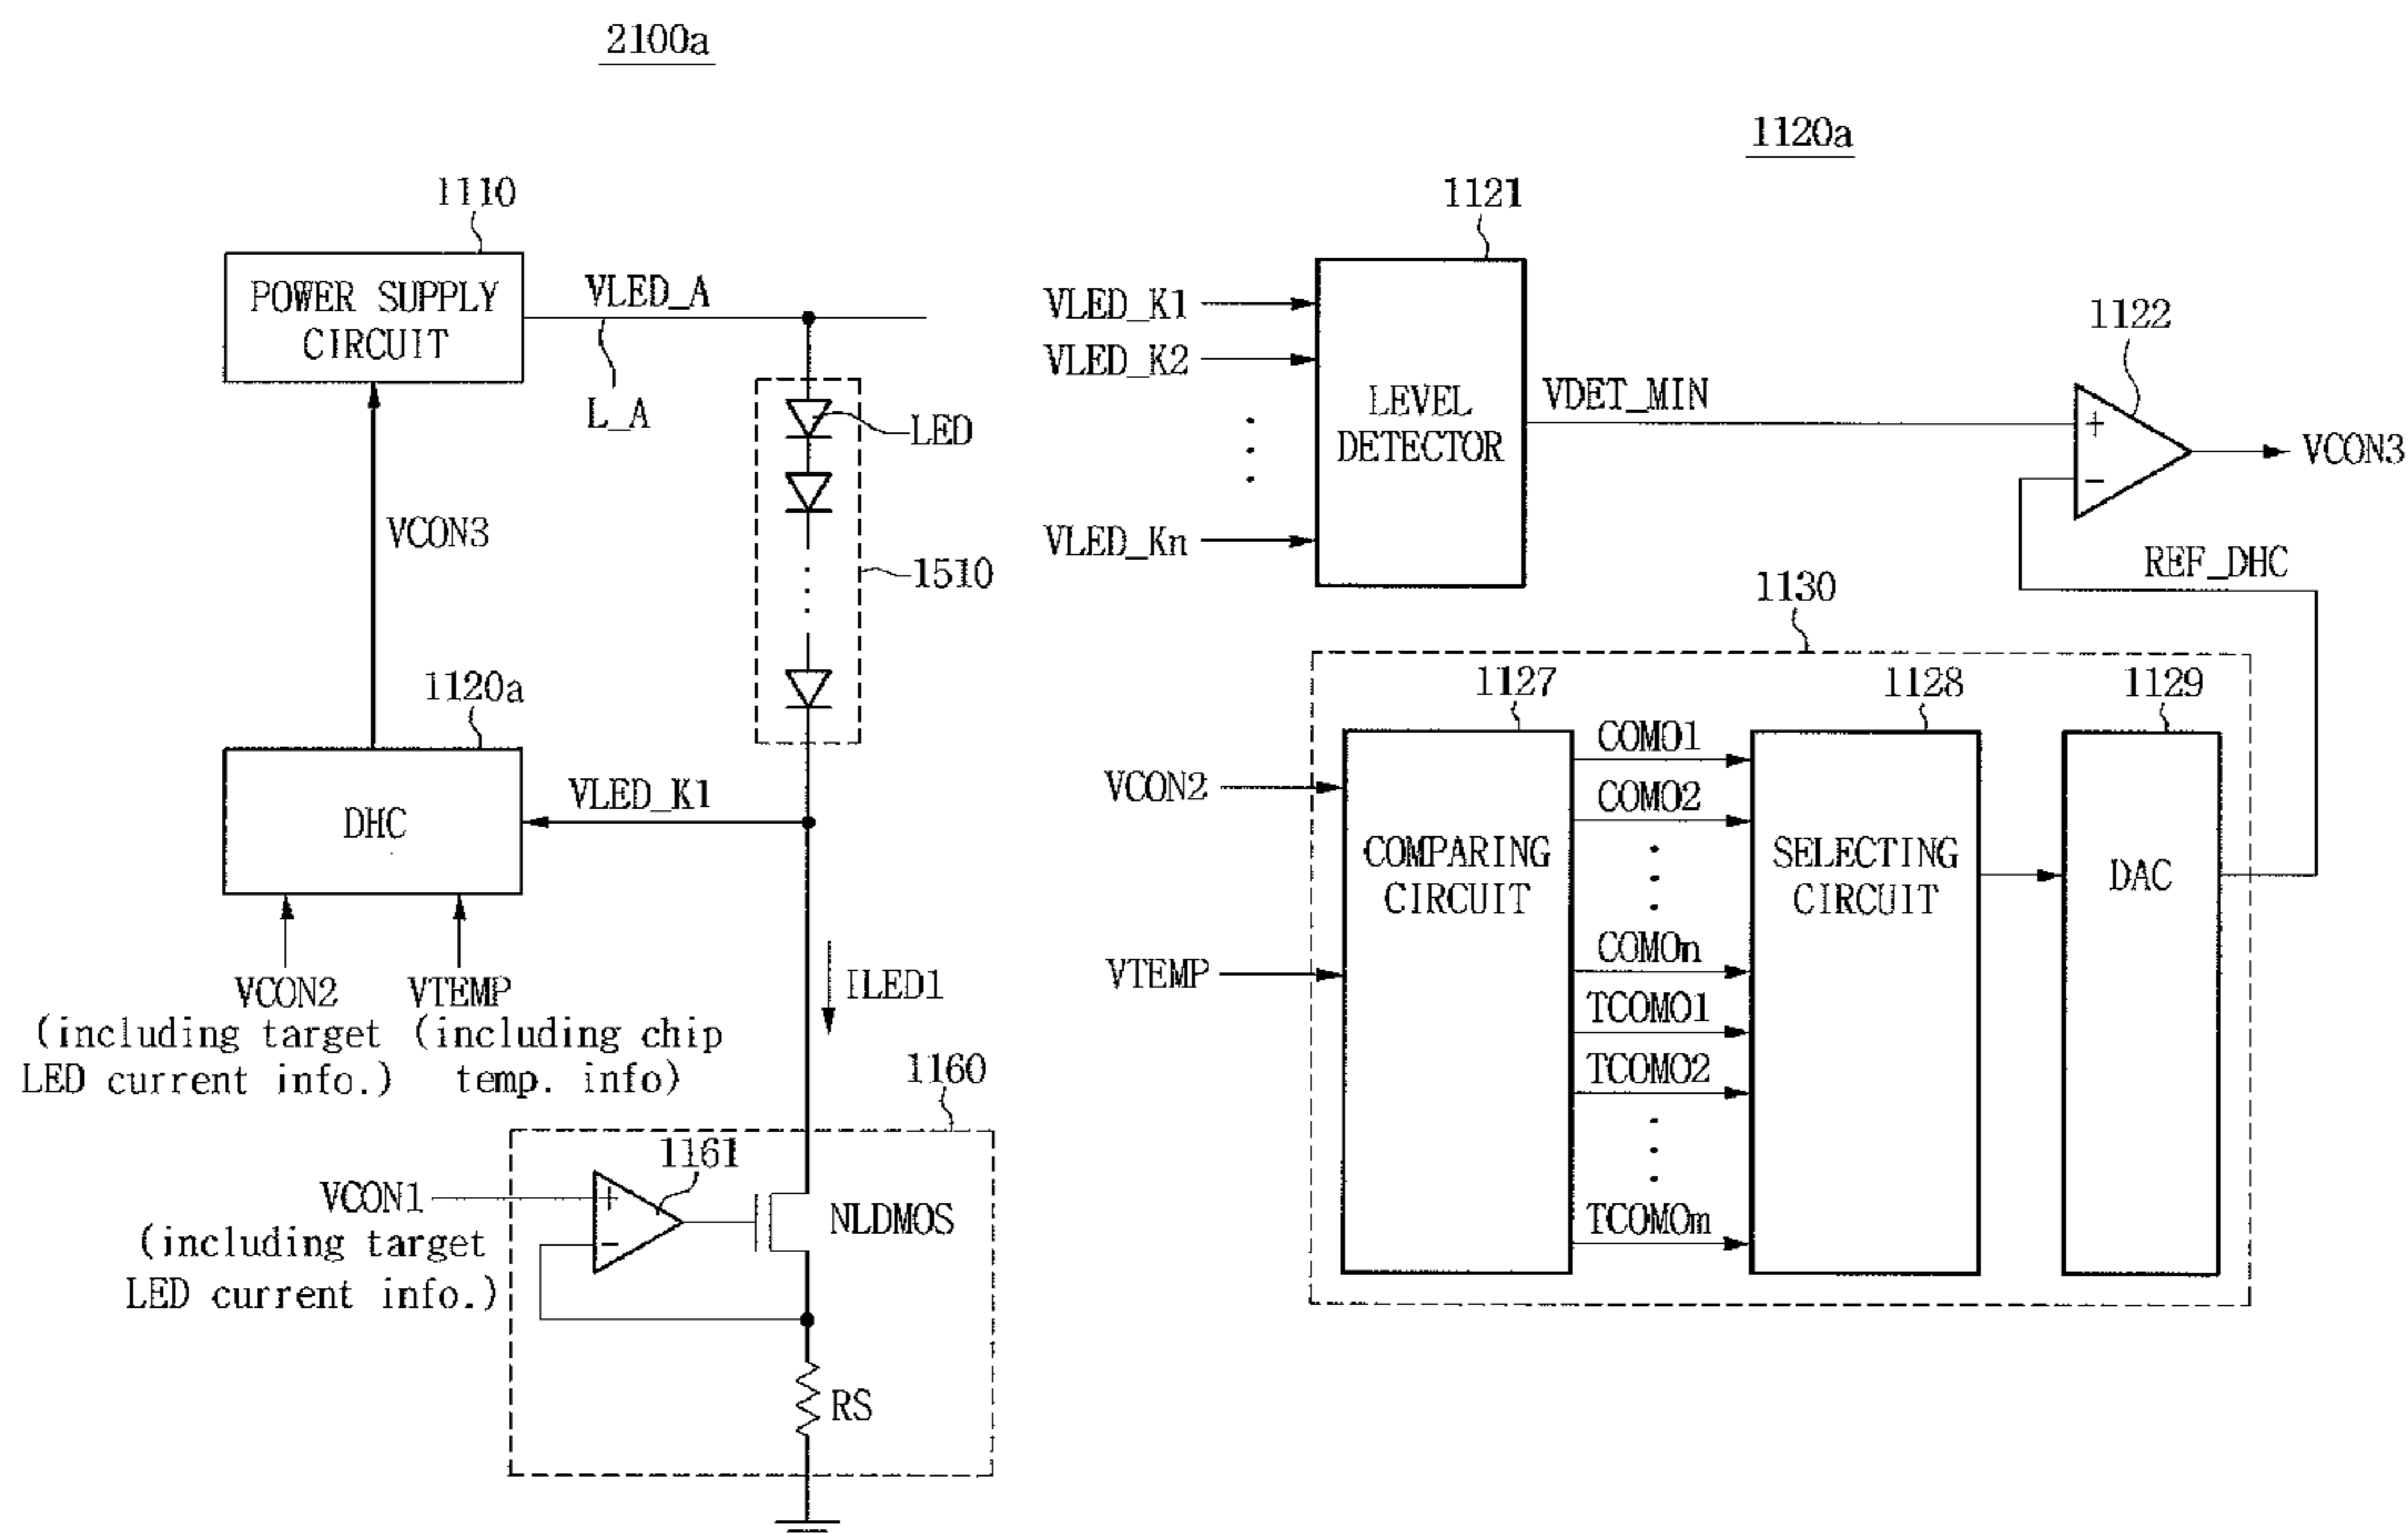 2100a
1110
POWER SUPPLY
CIRCUIT
VLED_A
L_A
LED
1510
VCON3
1120a
DHC
VLED_K1
VCON2
(including target
LED current info.)
VTEMP
(including chip
temp. info)
ILED1
1160
1161
VCON1
(including target
LED current info.)
+
−
NLDMOS
RS
1120a
1121
VLED_K1
VLED_K2
VLED_Kn
LEVEL
DETECTOR
VDET_MIN
1122
+
−
VCON3
REF_DHC
1130
1127
1128
1129
VCON2
VTEMP
COMPARING
CIRCUIT
COMO1
COMO2
COMOn
TCOMO1
TCOMO2
TCOMOm
SELECTING
CIRCUIT
DAC